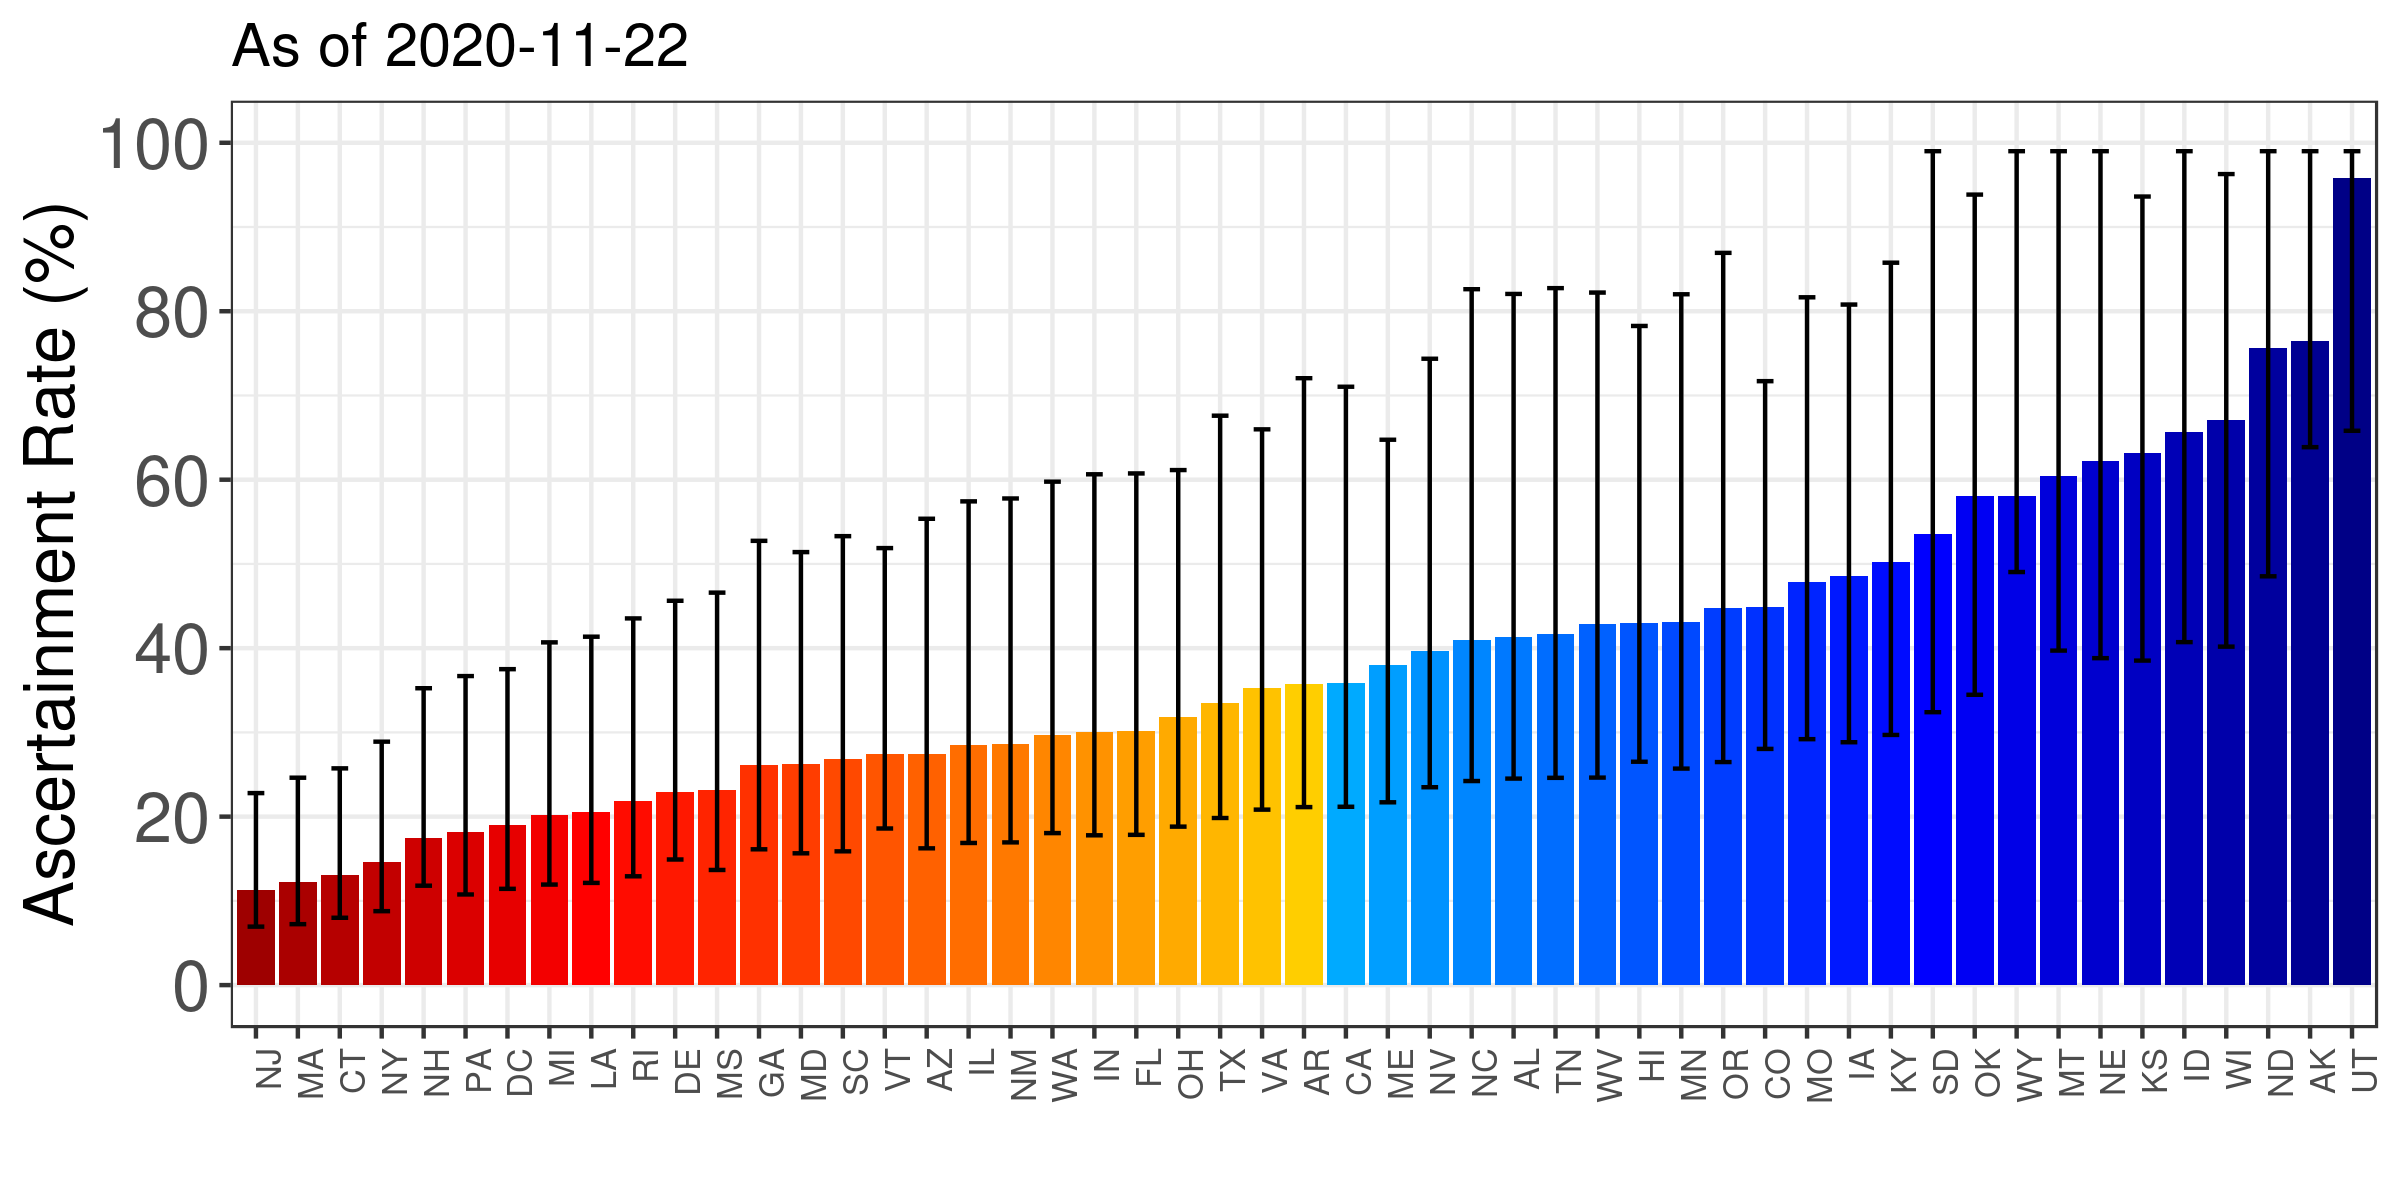 As of 2020-11-22
Ascertainment Rate (%)
100
80
60
40
20
0
NJ MA CT NY NH PA DC MI LA RI DE MS GA MD SC VT AZ IL NM WA IN FL OH TX VA AR CA ME NV NC AL TN WV HI MN OR CO MO IA KY SD OK WY MT NE KS ID WI ND AK UT